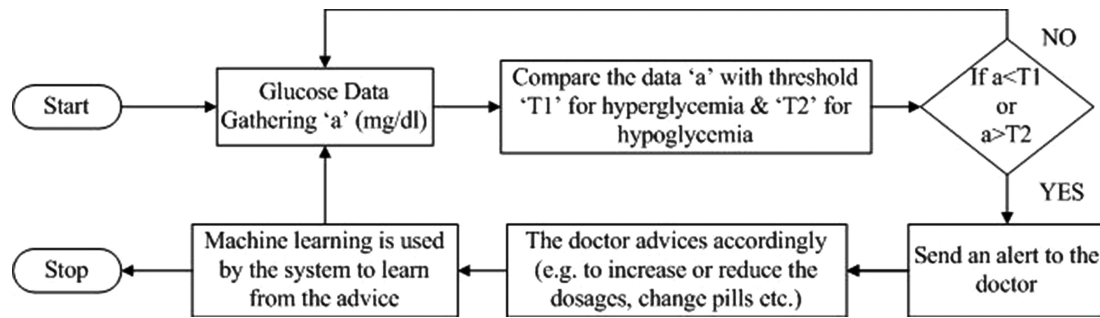 Start
Glucose Data
Gathering ‘a’ (mg/dl)
Compare the data ‘a’ with threshold
‘T1’ for hyperglycemia & ‘T2’ for
hypoglycemia
If a<T1
or
a>T2
NO
YES
Send an alert to the
doctor
The doctor advices accordingly
(e.g. to increase or reduce the
dosages, change pills etc.)
Machine learning is used
by the system to learn
from the advice
Stop